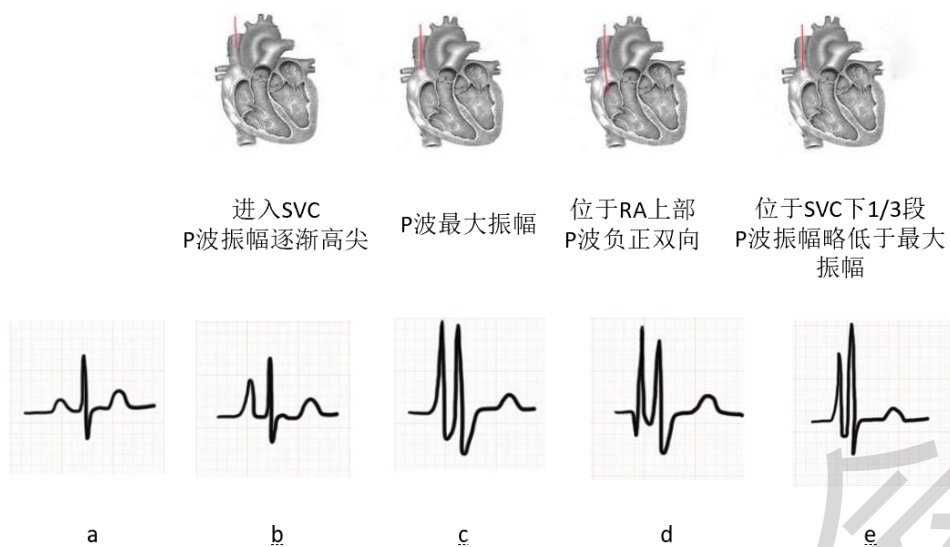 进入SVC
P波振幅逐渐高尖
P波最大振幅
位于RA上部
P波负正双向
位于SVC下1/3段
P波振幅略低于最大
振幅
a
b
c
d
e